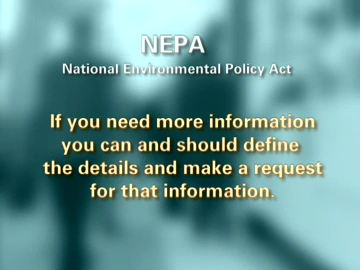 NEPA
National Environmental Policy Act
If you need more information
you can and should define
the details and make a request
for that information.